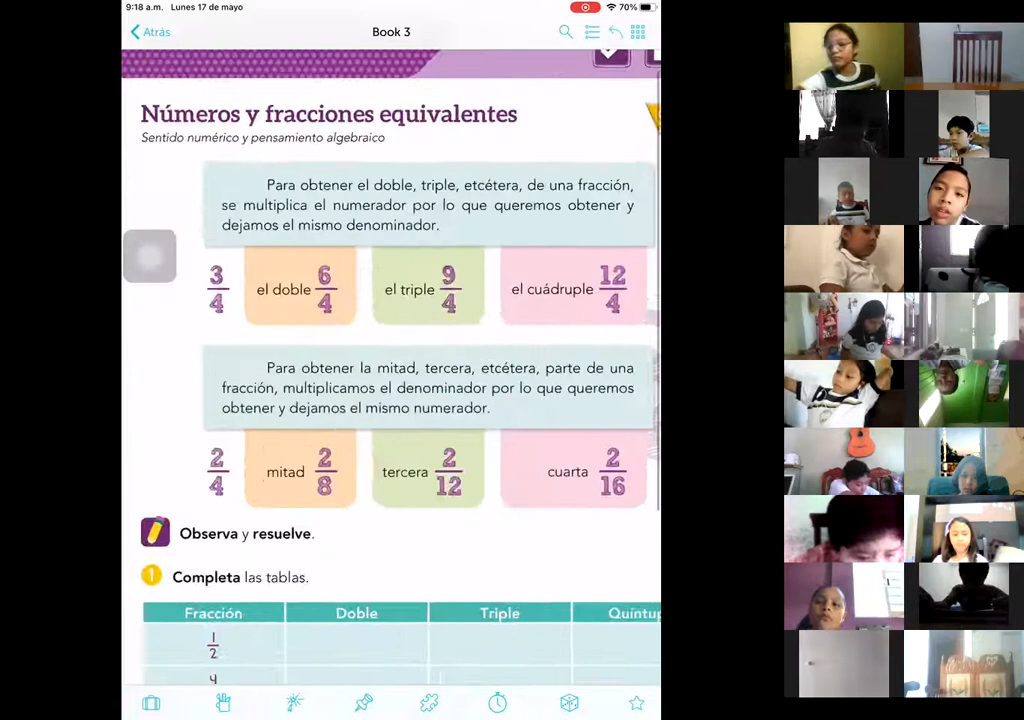 9:18 a.m. Lunes 17 de mayo
70%
Atrás
Book 3
Números y fracciones equivalentes
Sentido numérico y pensamiento algebraico
Para obtener el doble, triple, etcétera, de una fracción,
se multiplica el numerador por lo que queremos obtener y
dejamos el mismo denominador.
3/4 el doble 6/4 el triple 9/4 el cuádruple 12/4
Para obtener la mitad, tercera, etcétera, parte de una
fracción, multiplicamos el denominador por lo que queremos
obtener y dejamos el mismo numerador.
2/4 mitad 2/8 tercera 2/12 cuarta 2/16
Observa y resuelve.
1 Completa las tablas.
Fracción Doble Triple Quíntu
1/2
4